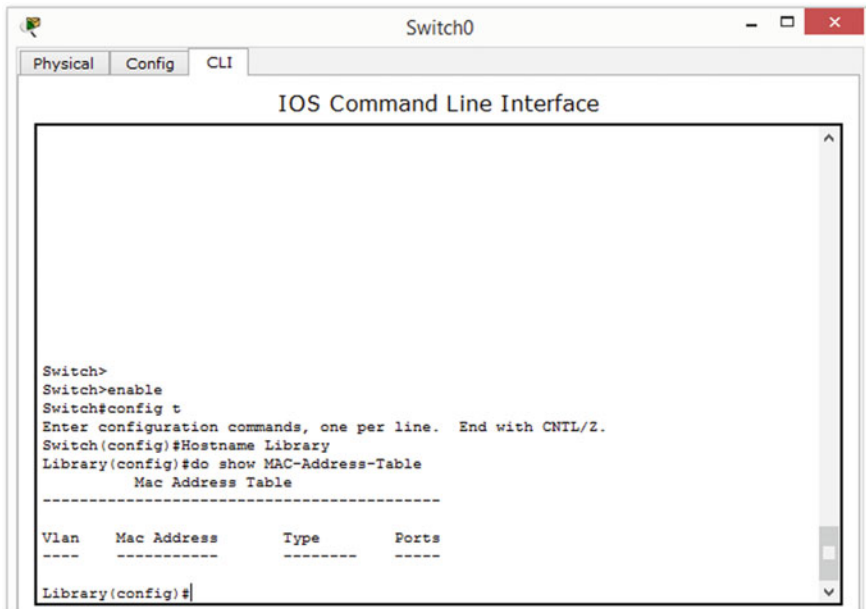 Switch0
Physical Config CLI
IOS Command Line Interface
Switch>
Switch>enable
Switch#config t
Enter configuration commands, one per line.  End with CNTL/Z.
Switch(config)#Hostname Library
Library(config)#do show MAC-Address-Table
          Mac Address Table
-------------------------------------------
Vlan    Mac Address       Type        Ports
----    -----------       --------    -----
Library(config)#